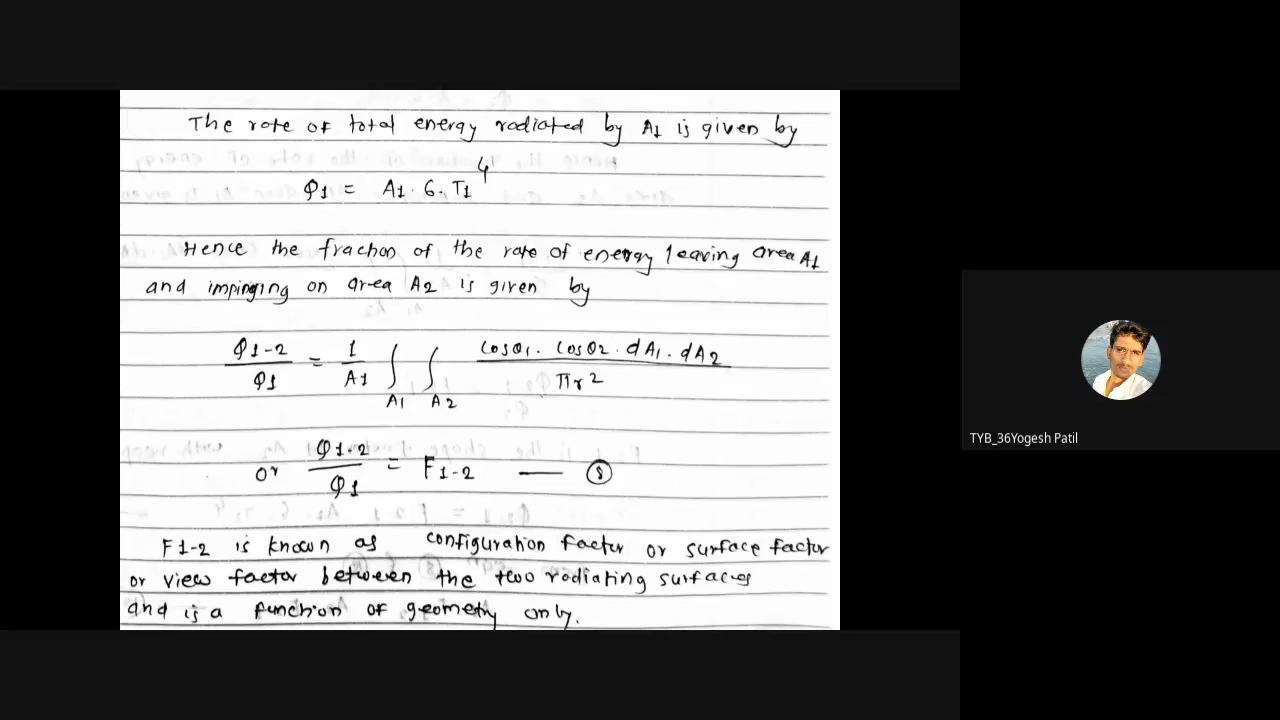 The rate of total energy radiated by A1 is given by
Φ1 = A1 · б. T1⁴
Hence the fraction of the rate of energy leaving area A1
and impinging on area A2 is given by
Φ1-2 / Φ1 = 1 / A1 ∫A1 ∫A2 cosθ1. cosθ2. dA1. dA2 / πr²
or Φ1-2 / Φ1 = F1-2 — ⑧
F1-2 is known as configuration factor or surface factor
or view factor between the two radiating surfaces
and is a function of geometry only.
TYB_36Yogesh Patil